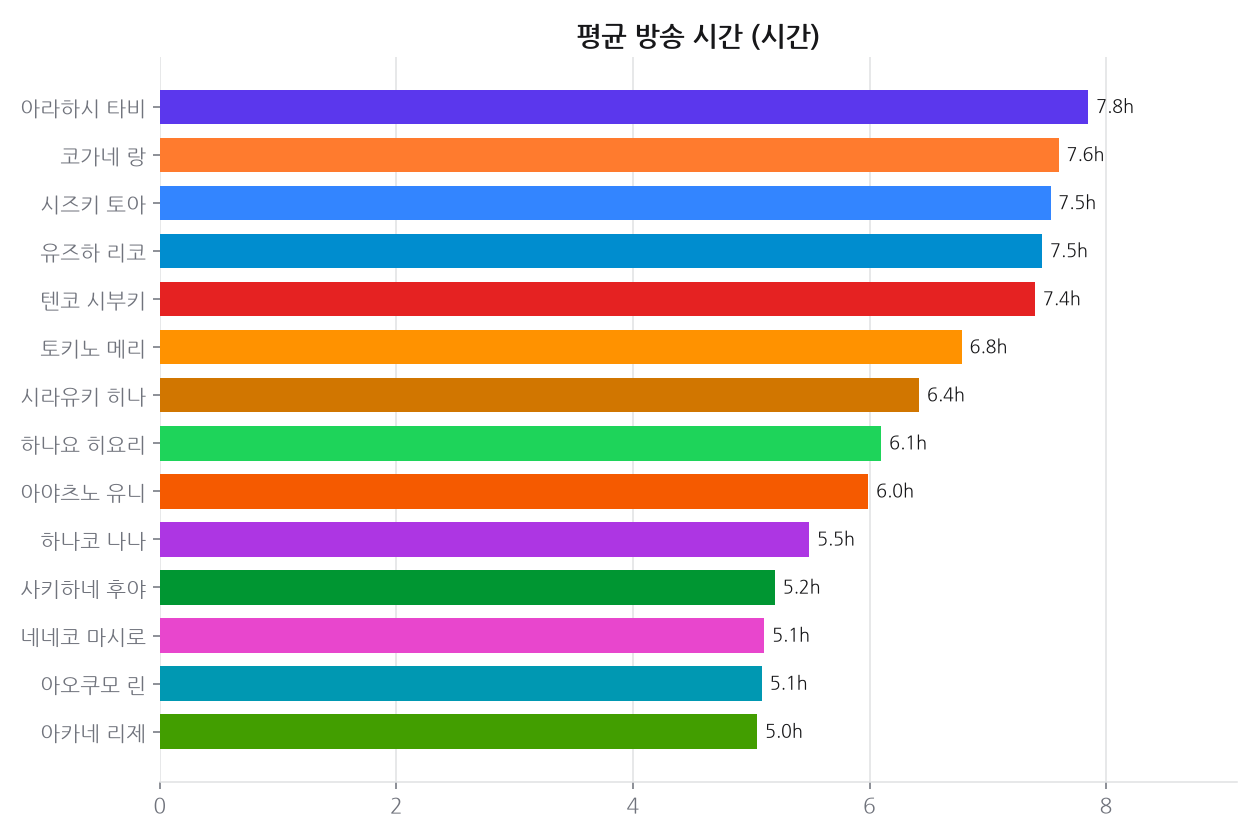 평균 방송 시간 (시간)
아라하시 타비 7.8h
코가네 랑 7.6h
시즈키 토아 7.5h
유즈하 리코 7.5h
텐코 시부키 7.4h
토키노 메리 6.8h
시라유키 히나 6.4h
하나요 히요리 6.1h
아야츠노 유니 6.0h
하나코 나나 5.5h
사키하네 후야 5.2h
네네코 마시로 5.1h
아오쿠모 린 5.1h
아카네 리제 5.0h
0 2 4 6 8